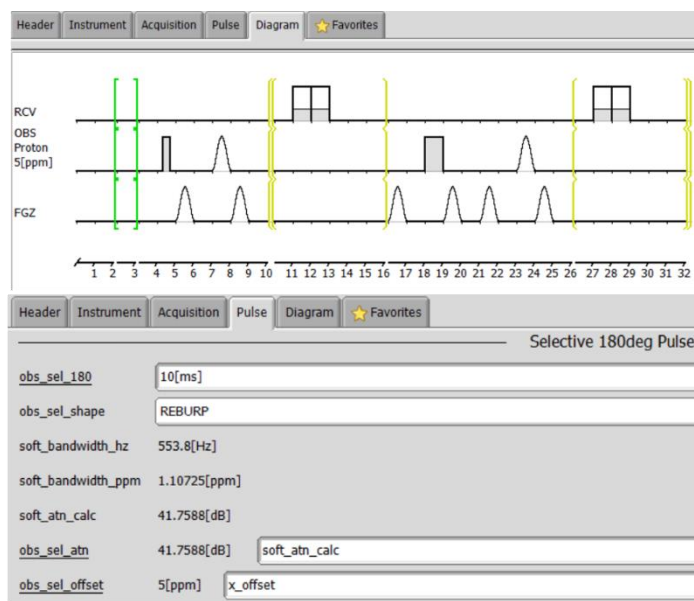 Header Instrument Acquisition Pulse Diagram Favorites
RCV
OBS
Proton
5[ppm]
FGZ
1 2 3 4 5 6 7 8 9 10 11 12 13 14 15 16 17 18 19 20 21 22 23 24 25 26 27 28 29 30 31 32
Header Instrument Acquisition Pulse Diagram Favorites
Selective 180deg Pulse
obs_sel_180 10[ms]
obs_sel_shape REBURP
soft_bandwidth_hz 553.8[Hz]
soft_bandwidth_ppm 1.10725[ppm]
soft_atn_calc 41.7588[dB]
obs_sel_atn 41.7588[dB] soft_atn_calc
obs_sel_offset 5[ppm] x_offset